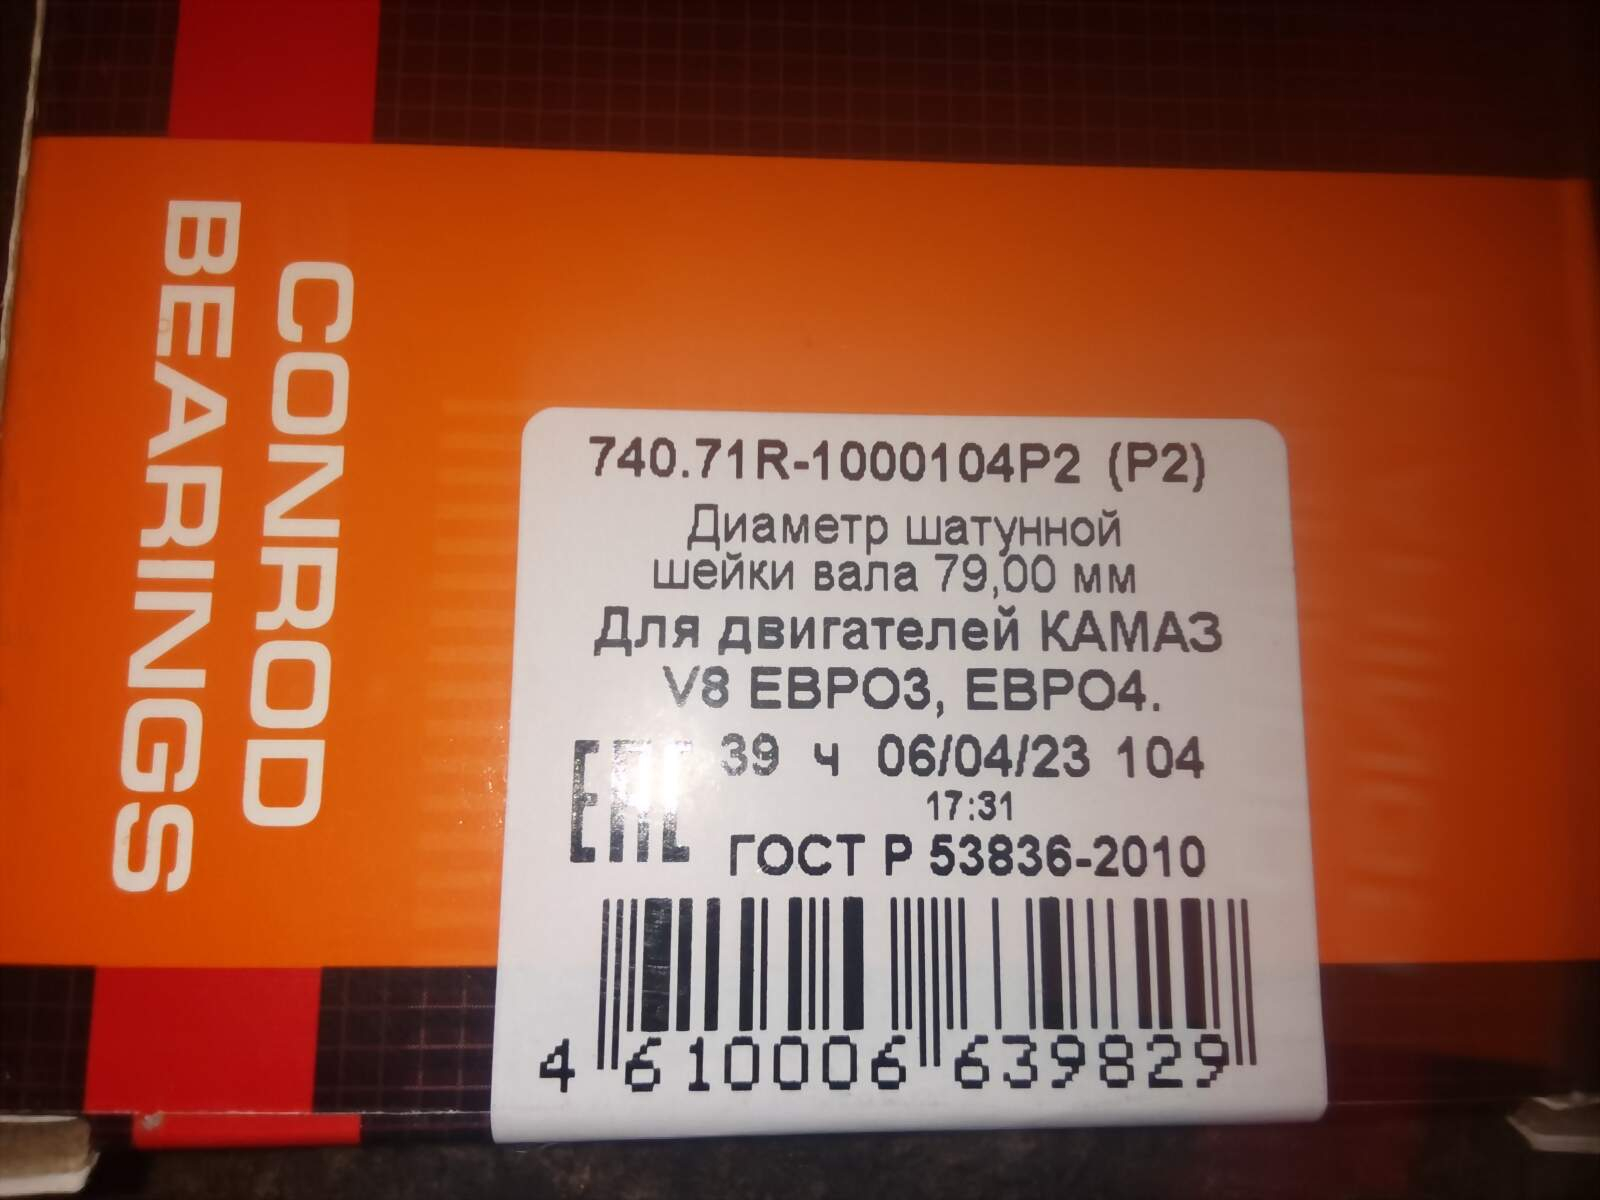 CONROD
BEARINGS
740.71R-1000104P2 (P2)
Диаметр шатунной
шейки вала 79,00 мм
Для двигателей КАМАЗ
V8 ЕВРО3, ЕВРО4.
EAC 39 ч 06/04/23 104
17:31
ГОСТ Р 53836-2010
4 610006 639829